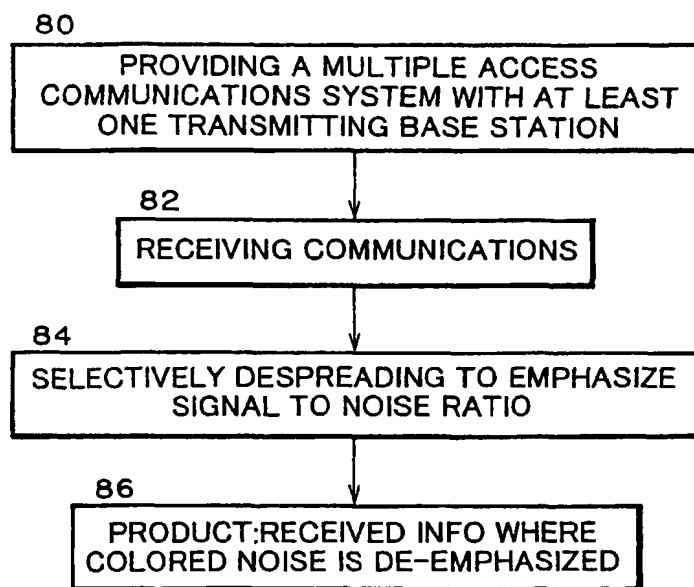 80
PROVIDING A MULTIPLE ACCESS
COMMUNICATIONS SYSTEM WITH AT LEAST
ONE TRANSMITTING BASE STATION
82
RECEIVING COMMUNICATIONS
84
SELECTIVELY DESPREADING TO EMPHASIZE
SIGNAL TO NOISE RATIO
86
PRODUCT:RECEIVED INFO WHERE
COLORED NOISE IS DE-EMPHASIZED